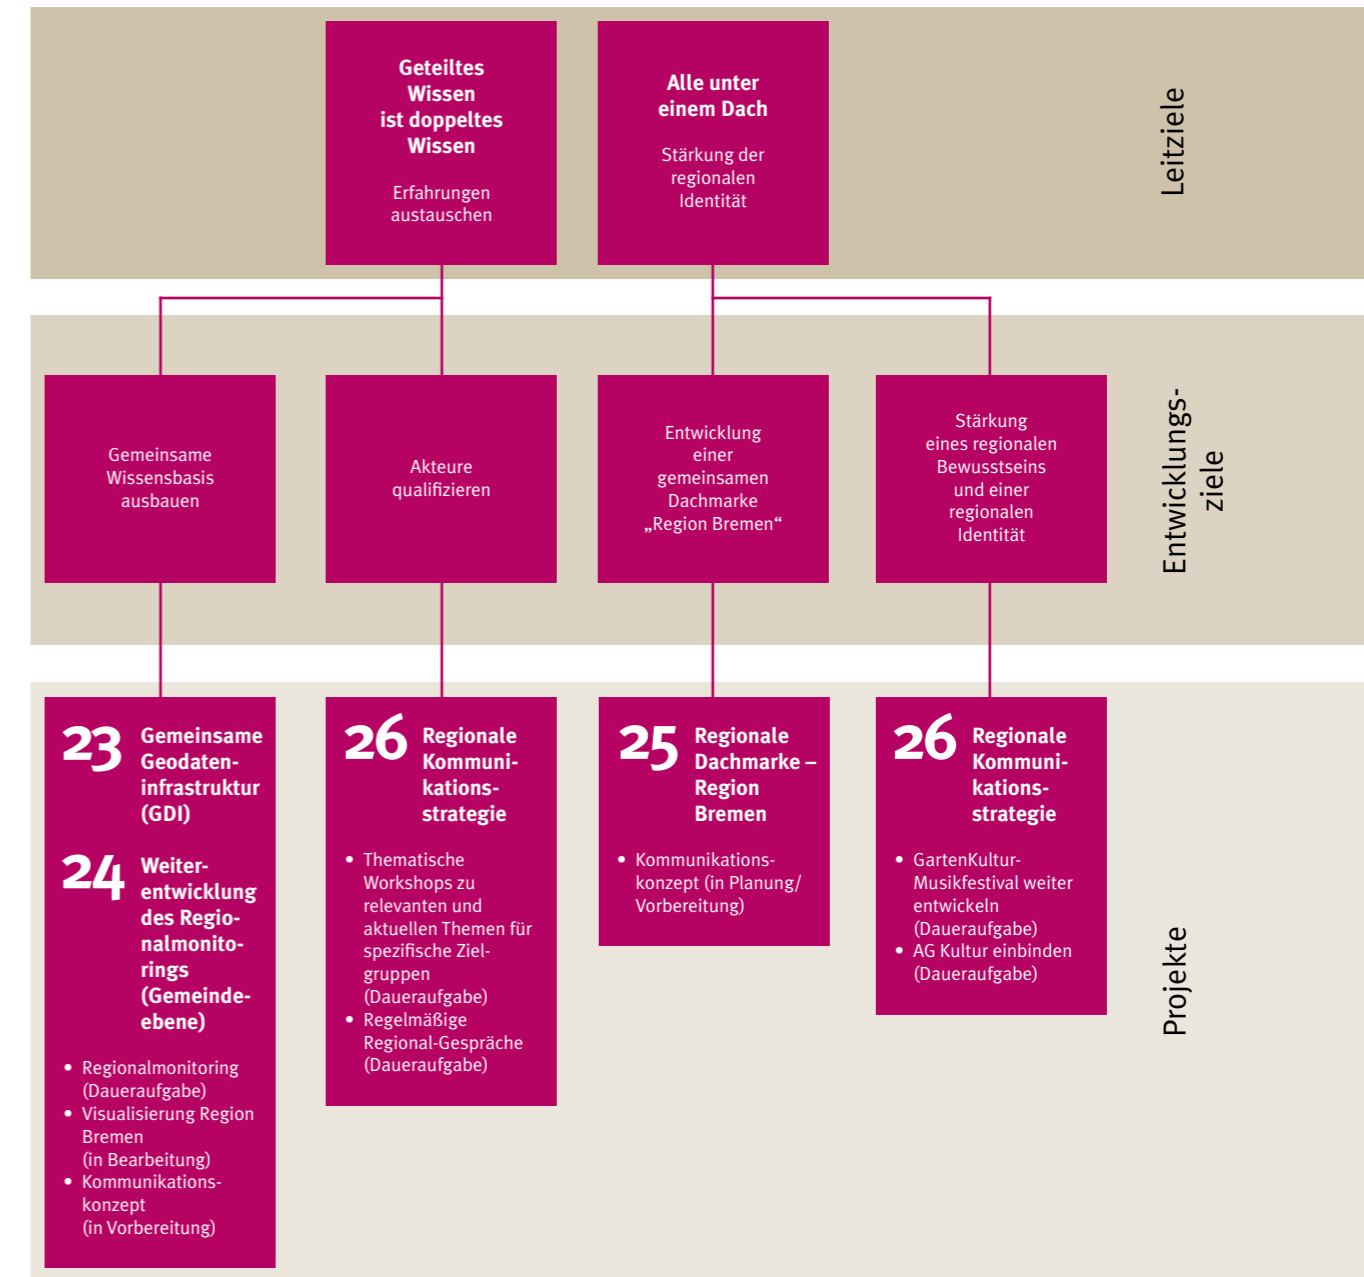 Geteiltes
Wissen
ist doppeltes
Wissen
Erfahrungen
austauschen
Alle unter
einem Dach
Stärkung der
regionalen
Identität
Leitziele
Gemeinsame
Wissensbasis
ausbauen
Akteure
qualifizieren
Entwicklung
einer
gemeinsamen
Dachmarke
„Region Bremen“
Stärkung
eines regionalen
Bewusstseins
und einer
regionalen
Identität
Entwicklungs-
ziele
23 Gemeinsame
Geodaten-
infrastruktur
(GDI)
24 Weiter-
entwicklung
des Regio-
nalmonito-
rings
(Gemeinde-
ebene)
• Regionalmonitoring
(Daueraufgabe)
• Visualisierung Region
Bremen
(in Bearbeitung)
• Kommunikations-
konzept
(in Vorbereitung)
26 Regionale
Kommuni-
kations-
strategie
• Thematische
Workshops zu
relevanten und
aktuellen Themen für
spezifische Ziel-
gruppen
(Daueraufgabe)
• Regelmäßige
Regional-Gespräche
(Daueraufgabe)
25 Regionale
Dachmarke –
Region
Bremen
• Kommunikations-
konzept (in Planung/
Vorbereitung)
26 Regionale
Kommuni-
kations-
strategie
• GartenKultur-
Musikfestival weiter
entwickeln
(Daueraufgabe)
• AG Kultur einbinden
(Daueraufgabe)
Projekte